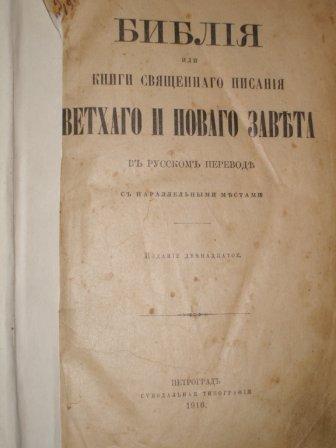 БИБЛІЯ
ИЛИ
КНИГИ СВЯЩЕННАГО ПИСАНІЯ
ВЕТХАГО И НОВАГО ЗАВѢТА
ВЪ РУССКОМЪ ПЕРЕВОДѢ
СЪ ПАРАЛЛЕЛЬНЫМИ МѢСТАМИ
Изданіе двѣнадцатое.
ПЕТРОГРАДЪ
СУНОДАЛЬНАЯ ТИПОГРАФІЯ
1916.